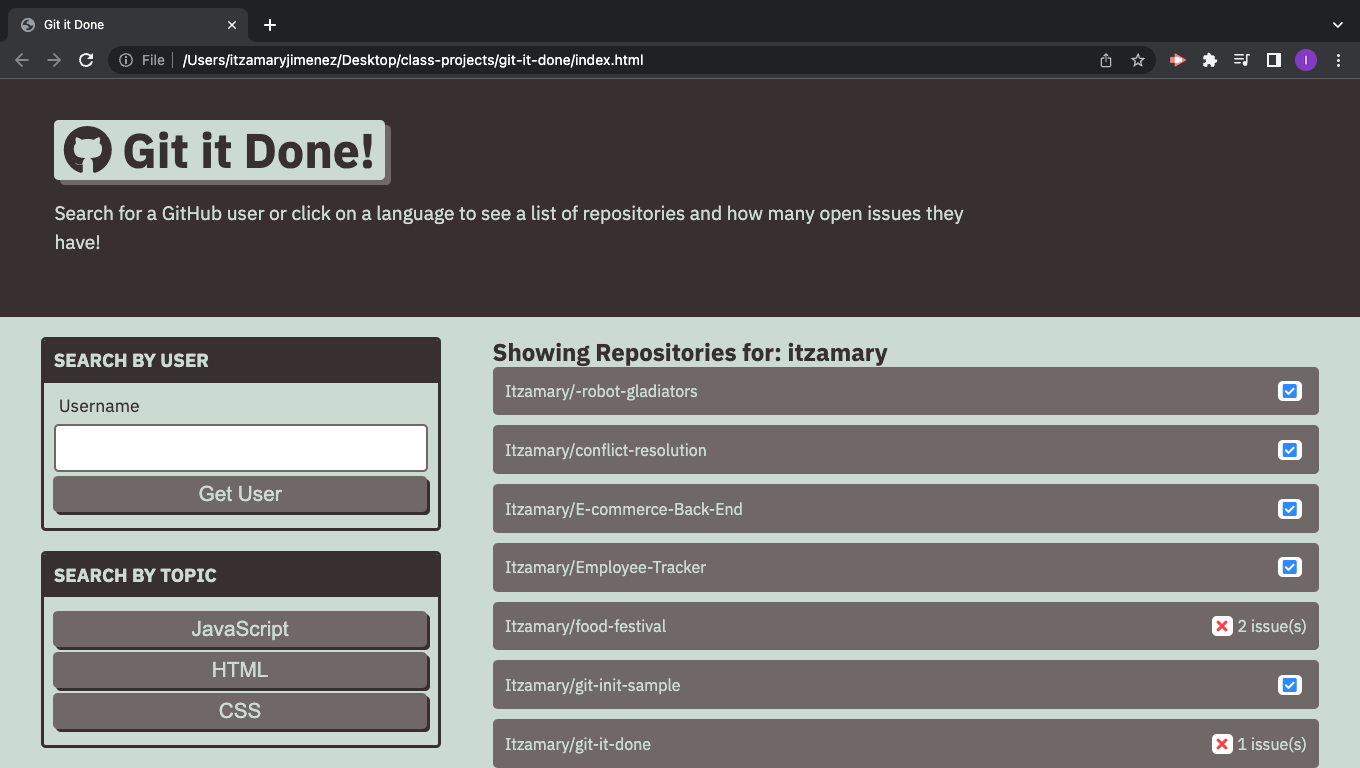 Git it Done
File
/Users/itzamaryjimenez/Desktop/class-projects/git-it-done/index.html
I
Git it Done!
Search for a GitHub user or click on a language to see a list of repositories and how many open issues they
have!
SEARCH BY USER
Username
Get User
SEARCH BY TOPIC
JavaScript
HTML
CSS
Showing Repositories for: itzamary
Itzamary/-robot-gladiators
Itzamary/conflict-resolution
Itzamary/E-commerce-Back-End
Itzamary/Employee-Tracker
Itzamary/food-festival 2 issue(s)
Itzamary/git-init-sample
Itzamary/git-it-done 1 issue(s)